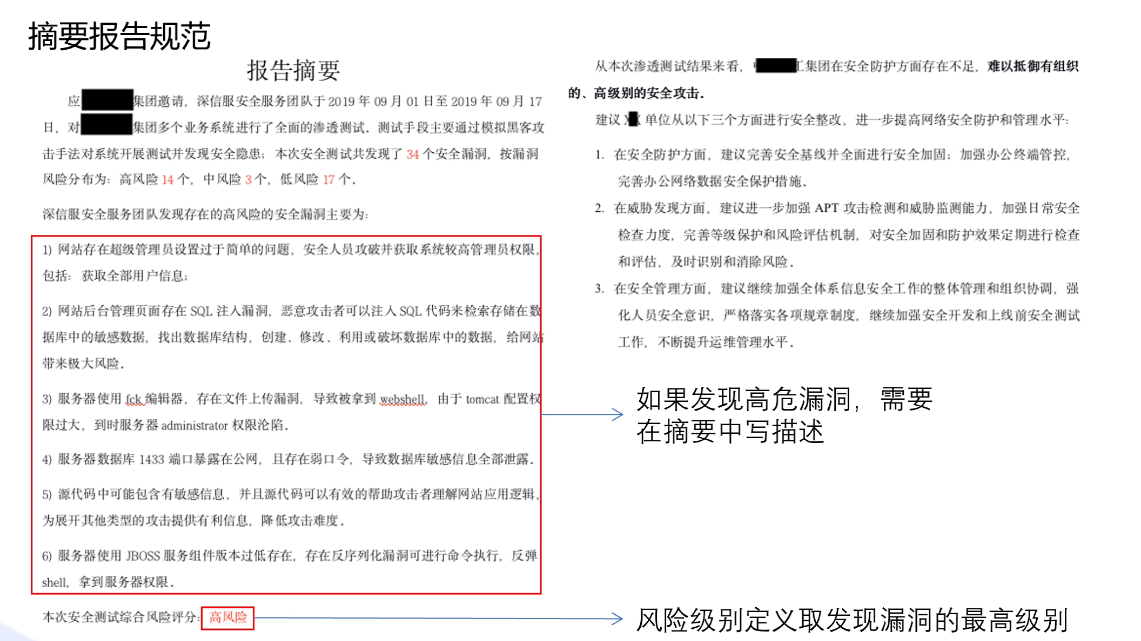 摘要报告规范
报告摘要
应集团邀请，深信服安全服务团队于 2019 年 09 月 01 日至 2019 年 09 月 17
日，对集团多个业务系统进行了全面的渗透测试。测试手段主要通过模拟黑客攻
击手法对系统开展测试并发现安全隐患；本次安全测试共发现了 34 个安全漏洞，按漏洞
风险分布为：高风险 14 个，中风险 3 个，低风险 17 个。
深信服安全服务团队发现存在的高风险的安全漏洞主要为：
1) 网站存在超级管理员设置过于简单的问题，安全人员攻破并获取系统较高管理员权限，
包括：获取全部用户信息；
2) 网站后台管理页面存在 SQL 注入漏洞，恶意攻击者可以注入 SQL 代码来检索存储在数
据库中的敏感数据，找出数据库结构，创建、修改、利用或破坏数据库中的数据，给网站
带来极大风险。
3) 服务器使用 fck 编辑器，存在文件上传漏洞，导致被拿到 webshell，由于 tomcat 配置权
限过大，到时服务器 administrator 权限沦陷。
4) 服务器数据库 1433 端口暴露在公网，且存在弱口令，导致数据库敏感信息全部泄露。
5) 源代码中可能包含有敏感信息，并且源代码可以有效的帮助攻击者理解网站应用逻辑，
为展开其他类型的攻击提供有利信息，降低攻击难度。
6) 服务器使用 JBOSS 服务组件版本过低存在，存在反序列化漏洞可进行命令执行，反弹
shell，拿到服务器权限。
本次安全测试综合风险评分：高风险
从本次渗透测试结果来看，汇集团在安全防护方面存在不足，难以抵御有组织
的、高级别的安全攻击。
建议单位从以下三个方面进行安全整改，进一步提高网络安全防护和管理水平：
1. 在安全防护方面，建议完善安全基线并全面进行安全加固；加强办公终端管控，
完善办公网络数据安全保护措施。
2. 在威胁发现方面，建议进一步加强 APT 攻击检测和威胁监测能力，加强日常安全
检查力度，完善等级保护和风险评估机制，对安全加固和防护效果定期进行检查
和评估，及时识别和消除风险。
3. 在安全管理方面，建议继续加强全体系信息安全工作的整体管理和组织协调，强
化人员安全意识，严格落实各项规章制度，继续加强安全开发和上线前安全测试
工作，不断提升运维管理水平。
如果发现高危漏洞，需要
在摘要中写描述
风险级别定义取发现漏洞的最高级别